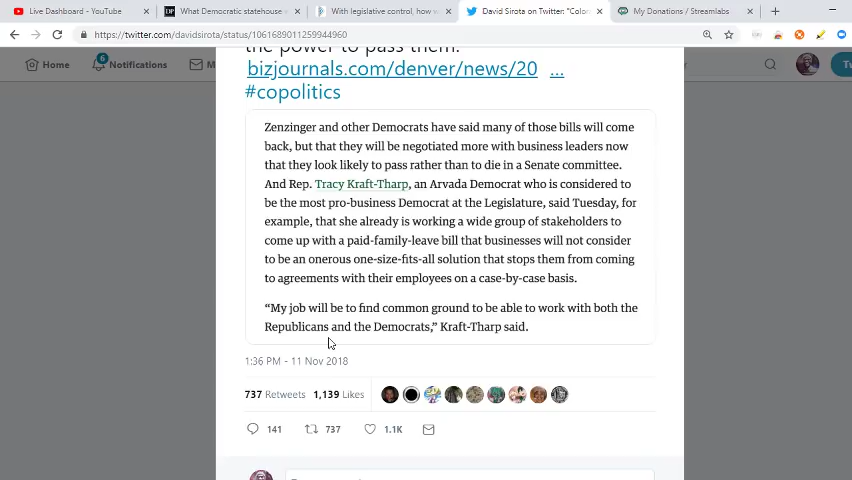 Live Dashboard - YouTube
What Democratic statehouse
With legislative control, how w
David Sirota on Twitter: "Color
My Donations / Streamlabs
https://twitter.com/davidsirota/status/1061689101248944960
Home
6
Notifications
M
Tw
the power to pass them.
bizjournals.com/denver/news/20 ...
#copolitics
Zenzinger and other Democrats have said many of those bills will come
back, but that they will be negotiated more with business leaders now
that they look likely to pass rather than to die in a Senate committee.
And Rep. Tracy Kraft-Tharp, an Arvada Democrat who is considered to
be the most pro-business Democrat at the Legislature, said Tuesday, for
example, that she already is working a wide group of stakeholders to
come up with a paid-family-leave bill that businesses will not consider
to be an onerous one-size-fits-all solution that stops them from coming
to agreements with their employees on a case-by-case basis.
“My job will be to find common ground to be able to work with both the
Republicans and the Democrats,” Kraft-Tharp said.
1:36 PM - 11 Nov 2018
737 Retweets 1,139 Likes
141 737 1.1K